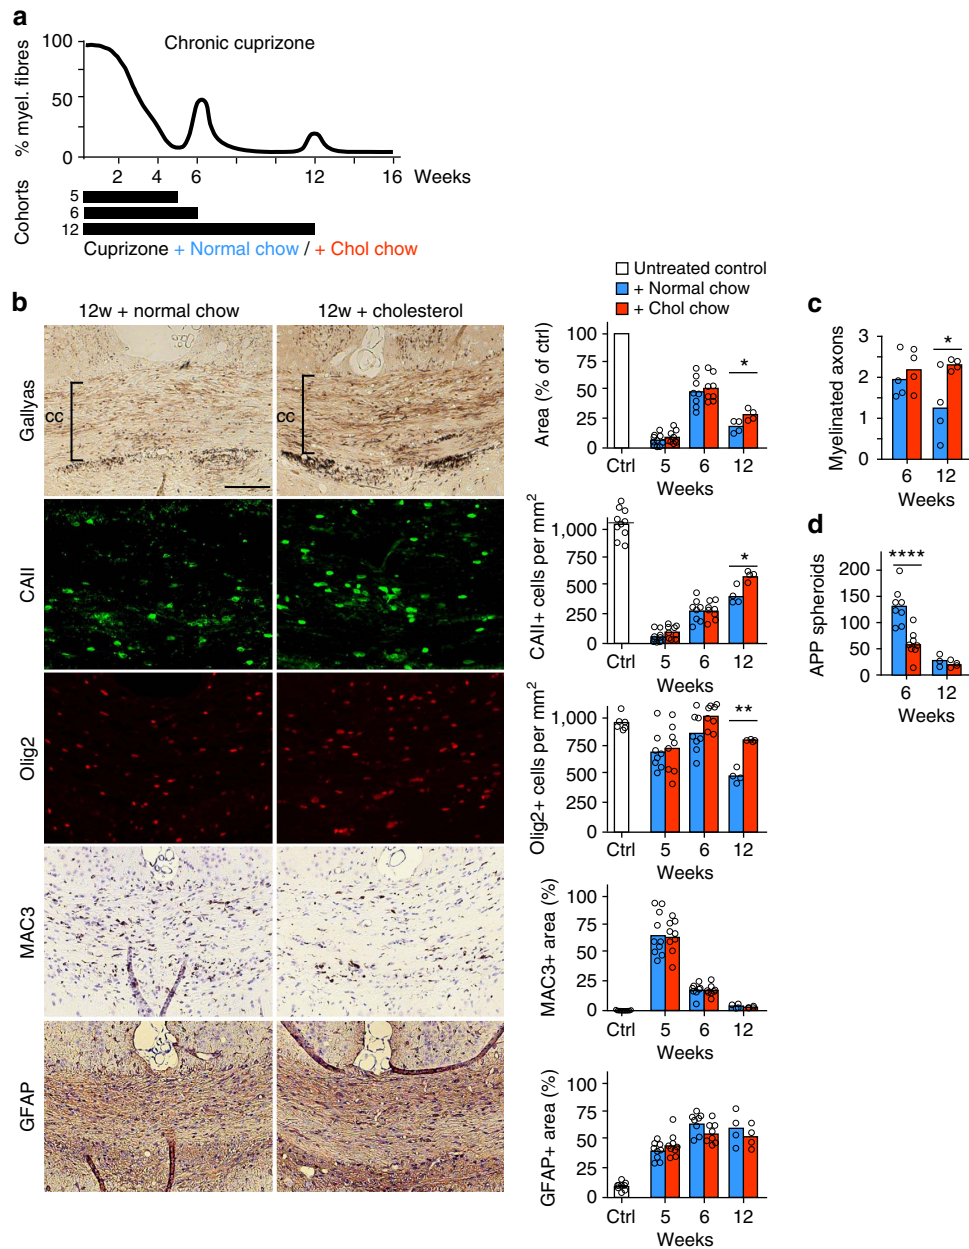 a
Chronic cuprizone
% myel. fibres
100
50
0
2 4 6 12 16 Weeks
Cohorts
5
6
12
Cuprizone + Normal chow / + Chol chow
b
12w + normal chow 12w + cholesterol
Gallyas
cc
cc
CAII
Olig2
MAC3
GFAP
Untreated control
+ Normal chow
+ Chol chow
Area (% of ctrl)
100
75
50
25
0
*
Ctrl 5 6 12
Weeks
CAII+ cells per mm2
1,000
750
500
250
0
*
Ctrl 5 6 12
Weeks
Olig2+ cells per mm2
1,000
750
500
250
0
**
Ctrl 5 6 12
Weeks
MAC3+ area (%)
100
75
50
25
0
Ctrl 5 6 12
Weeks
GFAP+ area (%)
100
75
50
25
0
Ctrl 5 6 12
Weeks
c
Myelinated axons
3
2
2
1
0
*
6 12
Weeks
d
APP spheroids
200
150
100
50
0
****
6 12
Weeks